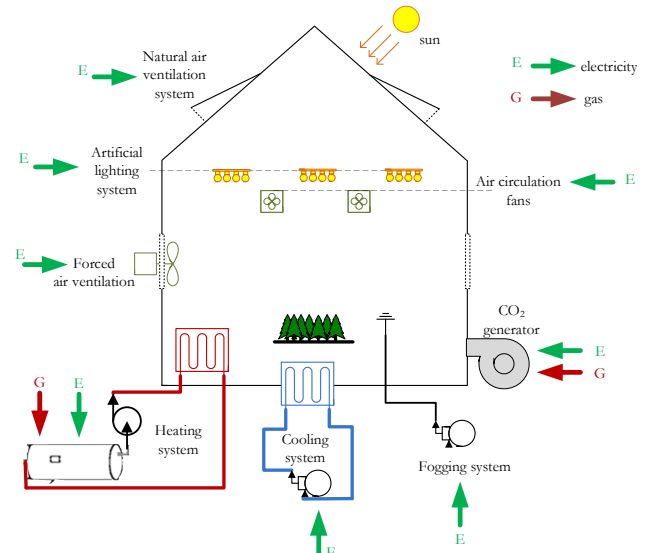 sun
Natural air
ventilation
system
E
E
electricity
G
gas
Artificial
lighting
system
E
Air circulation
fans
E
E
Forced
air ventilation
CO₂
generator
E
G
G
E
Heating
system
Cooling
system
Fogging system
E
E